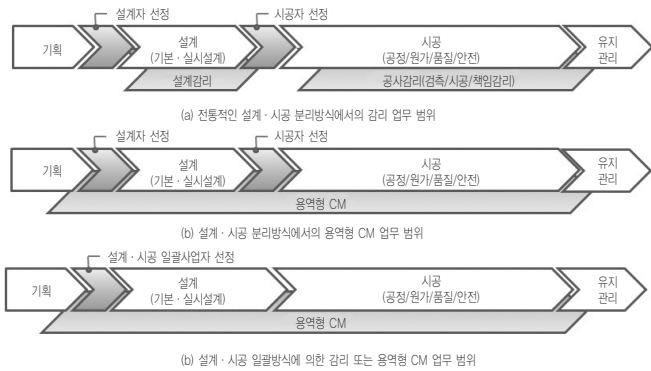 설계자 선정
시공자 선정
기획
설계
(기본 · 실시설계)
시공
(공정/원가/품질/안전)
유지
관리
설계감리
공사감리(검측/시공/책임감리)
(a) 전통적인 설계 · 시공 분리방식에서의 감리 업무 범위
설계자 선정
시공자 선정
기획
설계
(기본 · 실시설계)
시공
(공정/원가/품질/안전)
유지
관리
용역형 CM
(b) 설계 · 시공 분리방식에서의 용역형 CM 업무 범위
설계 · 시공 일괄사업자 선정
기획
설계
(기본 · 실시설계)
시공
(공정/원가/품질/안전)
유지
관리
용역형 CM
(b) 설계 · 시공 일괄방식에 의한 감리 또는 용역형 CM 업무 범위